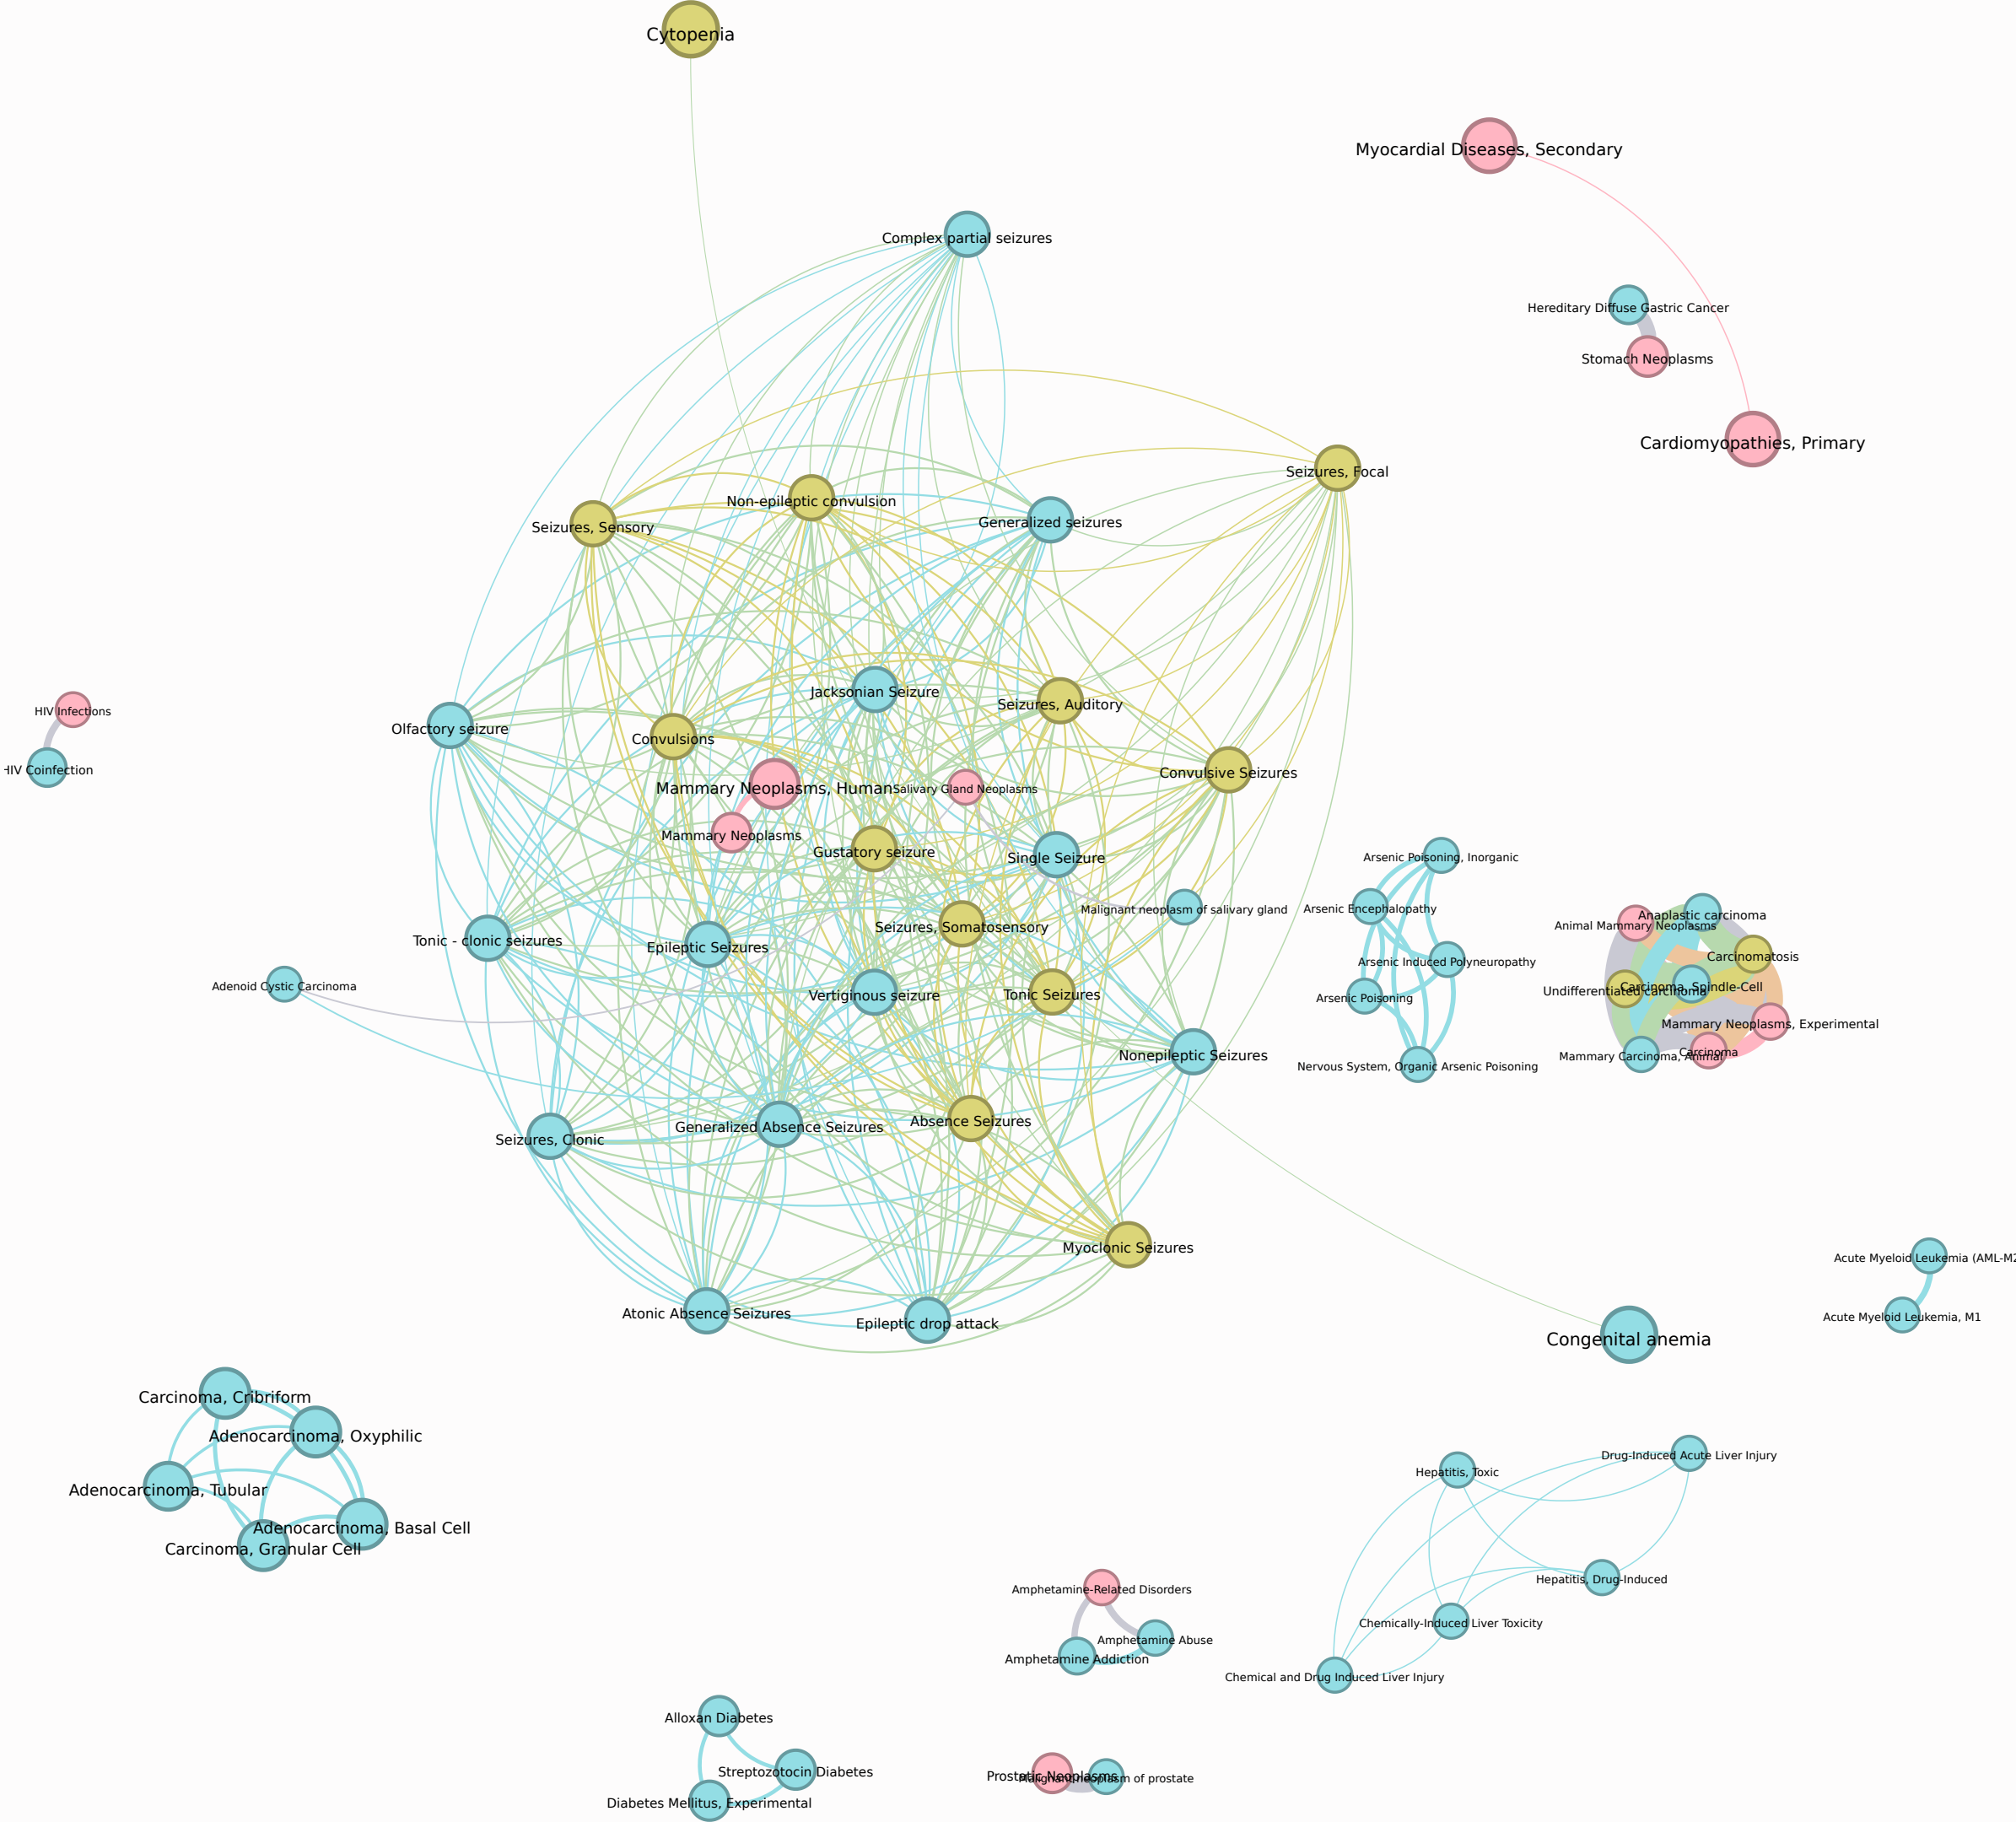 Cytopenia
Myocardial Diseases, Secondary
Complex partial seizures
Hereditary Diffuse Gastric Cancer
Stomach Neoplasms
Cardiomyopathies, Primary
Seizures, Focal
Non-epileptic convulsion
Generalized seizures
Seizures, Sensory
Jacksonian Seizure
Seizures, Auditory
HIV Infections
Olfactory seizure
Convulsions
HIV Coinfection
Convulsive Seizures
Mammary Neoplasms, Human
Salivary Gland Neoplasms
Mammary Neoplasms
Gustatory seizure
Single Seizure
Arsenic Poisoning, Inorganic
Malignant neoplasm of salivary gland
Arsenic Encephalopathy
Anaplastic carcinoma
Animal Mammary Neoplasms
Seizures, Somatosensory
Tonic - clonic seizures
Epileptic Seizures
Carcinomatosis
Arsenic Induced Polyneuropathy
Adenoid Cystic Carcinoma
Carcinoma, Spindle-Cell
Undifferentiated carcinoma
Vertiginous seizure
Tonic Seizures
Arsenic Poisoning
Mammary Neoplasms, Experimental
Nonepileptic Seizures
Carcinoma
Mammary Carcinoma, Animal
Nervous System, Organic Arsenic Poisoning
Absence Seizures
Generalized Absence Seizures
Seizures, Clonic
Myoclonic Seizures
Acute Myeloid Leukemia (AML-M2
Atonic Absence Seizures
Acute Myeloid Leukemia, M1
Epileptic drop attack
Congenital anemia
Carcinoma, Cribriform
Adenocarcinoma, Oxyphilic
Drug-Induced Acute Liver Injury
Hepatitis, Toxic
Adenocarcinoma, Tubular
Adenocarcinoma, Basal Cell
Carcinoma, Granular Cell
Hepatitis, Drug-Induced
Amphetamine-Related Disorders
Chemically-Induced Liver Toxicity
Amphetamine Abuse
Amphetamine Addiction
Chemical and Drug Induced Liver Injury
Alloxan Diabetes
Streptozotocin Diabetes
Prostatic Neoplasms
Malignant neoplasm of prostate
Diabetes Mellitus, Experimental